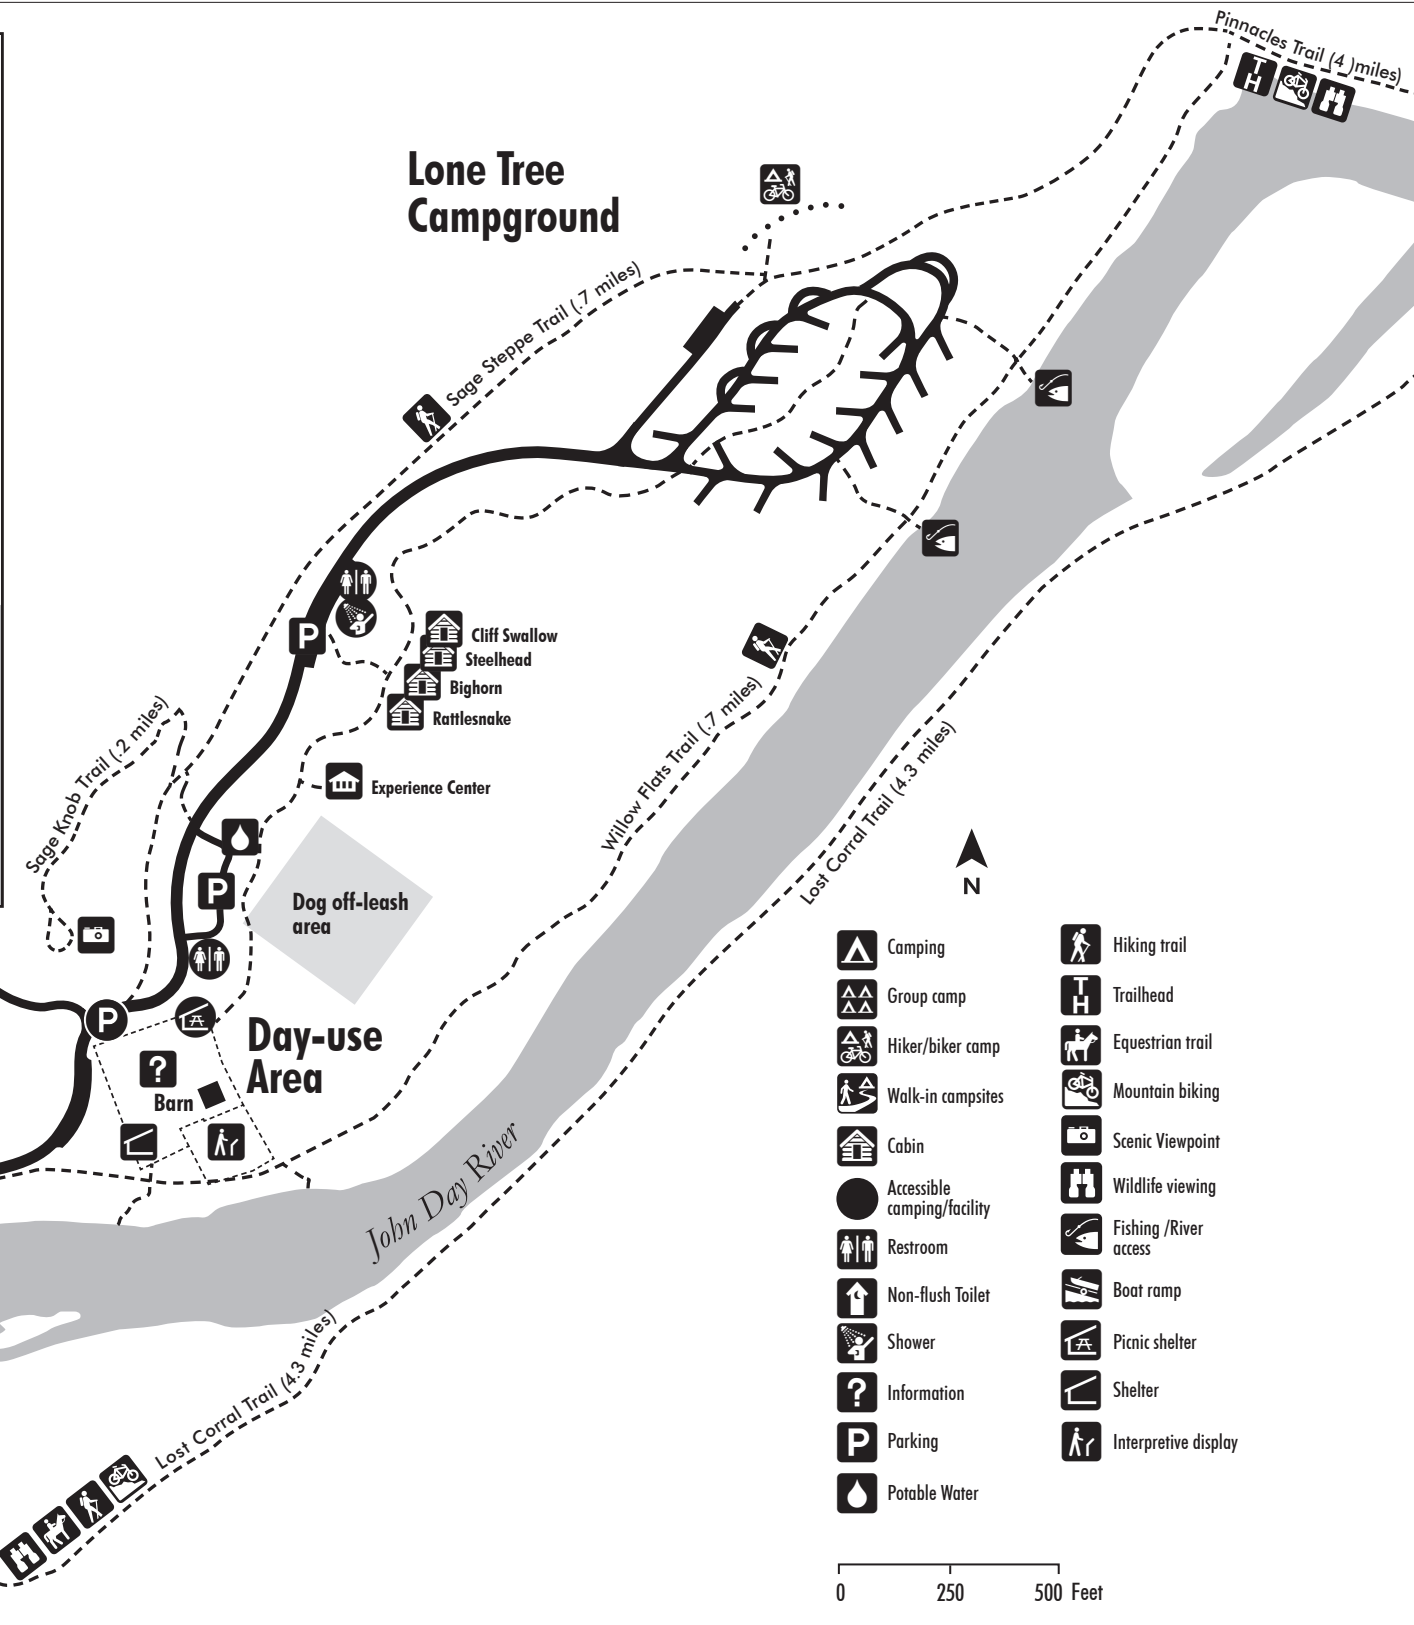 Pinnacles Trail (4 )miles)
T
H
Lone Tree
Campground
Sage Steppe Trail (.7 miles)
P
Cliff Swallow
Steelhead
Bighorn
Rattlesnake
Sage Knob Trail (.2 miles)
Experience Center
P
Dog off-leash
area
Willow Flats Trail (.7 miles)
Lost Corral Trail (4.3 miles)
N
P
Day-use
Area
?
Barn
John Day River
Lost Corral Trail (4.3 miles)
Camping
Group camp
Hiker/biker camp
Walk-in campsites
Cabin
Accessible
camping/facility
Restroom
Non-flush Toilet
Shower
? Information
P Parking
Potable Water
Hiking trail
T
H
Trailhead
Equestrian trail
Mountain biking
Scenic Viewpoint
Wildlife viewing
Fishing /River
access
Boat ramp
Picnic shelter
Shelter
Interpretive display
0 250 500 Feet